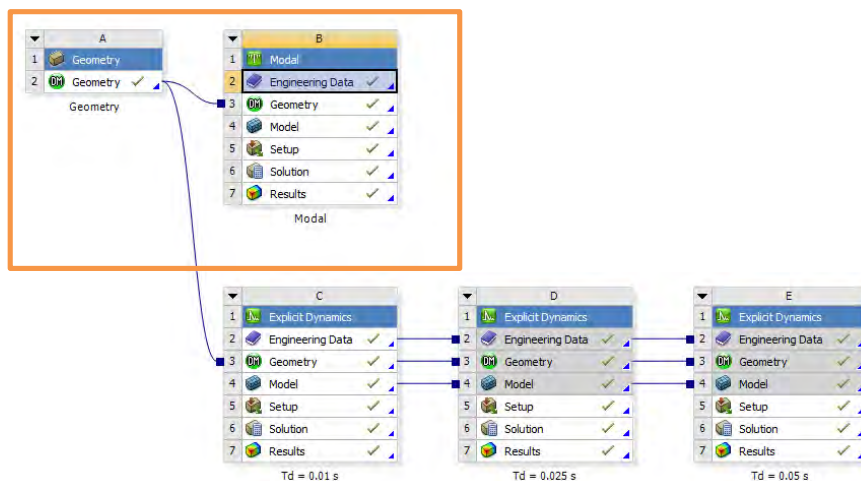 A
1 Geometry
2 Geometry
Geometry
B
1 Modal
2 Engineering Data
3 Geometry
4 Model
5 Setup
6 Solution
7 Results
Modal
C
1 Explicit Dynamics
2 Engineering Data
3 Geometry
4 Model
5 Setup
6 Solution
7 Results
Td = 0.01 s
D
1 Explicit Dynamics
2 Engineering Data
3 Geometry
4 Model
5 Setup
6 Solution
7 Results
Td = 0.025 s
E
1 Explicit Dynamics
2 Engineering Data
3 Geometry
4 Model
5 Setup
6 Solution
7 Results
Td = 0.05 s